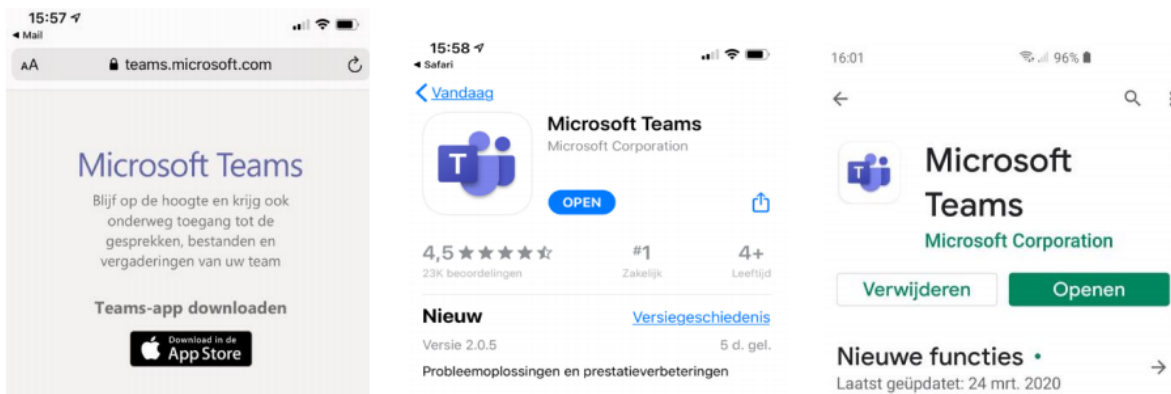 15:57
◀ Mail
AA teams.microsoft.com
Microsoft Teams
Blijf op de hoogte en krijg ook
onderweg toegang tot de
gesprekken, bestanden en
vergaderingen van uw team
Teams-app downloaden
Download in de
App Store
15:58
◀ Safari
Vandaag
T
Microsoft Teams
Microsoft Corporation
OPEN
4,5 ★★★★☆
#1
4+
23K beoordelingen
Zakelijk
Leeftijd
Nieuw
Versiegeschiedenis
Versie 2.0.5
5 d. gel.
Probleemoplossingen en prestatieverbeteringen
16:01
96%
T
Microsoft
Teams
Microsoft Corporation
Verwijderen
Openen
Nieuwe functies •
Laatst geüpdatet: 24 mrt. 2020